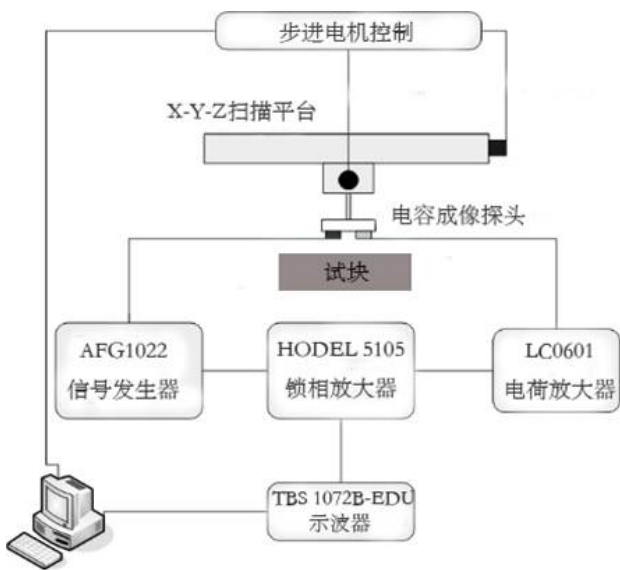 步进电机控制
X-Y-Z扫描平台
电容成像探头
试块
AFG1022
信号发生器
HODEL 5105
锁相放大器
LC0601
电荷放大器
TBS 1072B-EDU
示波器